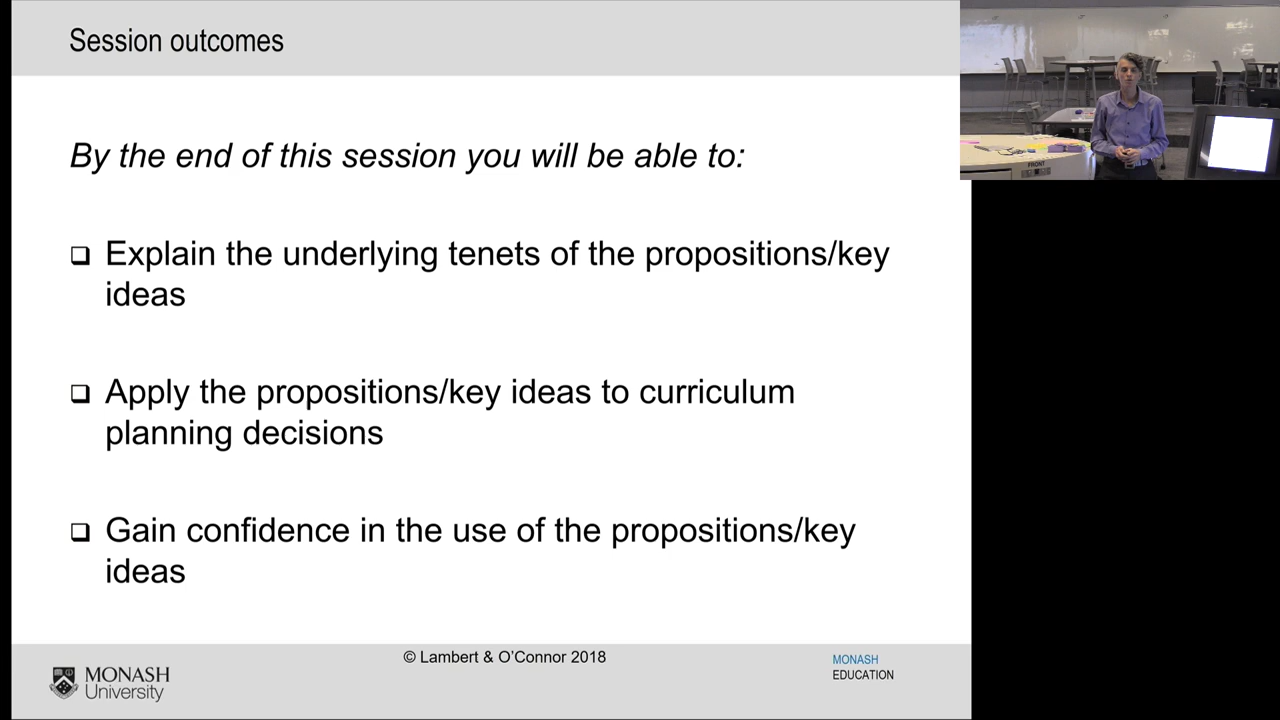 Session outcomes
By the end of this session you will be able to:
❑ Explain the underlying tenets of the propositions/key
ideas
❑ Apply the propositions/key ideas to curriculum
planning decisions
❑ Gain confidence in the use of the propositions/key
ideas
© Lambert & O’Connor 2018
MONASH
University
MONASH
EDUCATION
FRONT